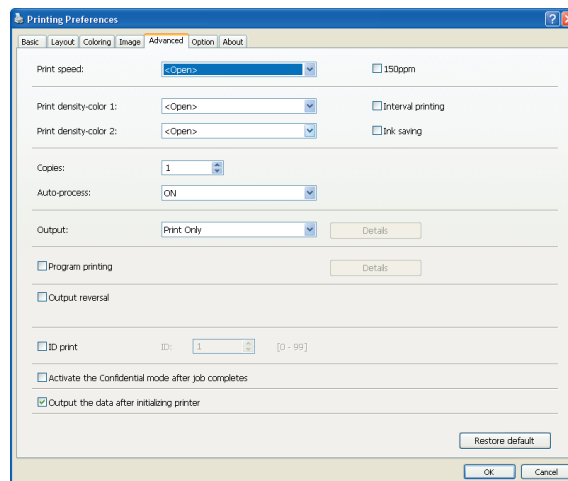 Printing Preferences
Basic Layout Coloring Image Advanced Option About
Print speed: <Open> 150ppm
Print density-color 1: <Open> Interval printing
Print density-color 2: <Open> Ink saving
Copies: 1
Auto-process: ON
Output: Print Only Details
Program printing Details
Output reversal
ID print ID: 1 [0 - 99]
Activate the Confidential mode after job completes
Output the data after initializing printer
Restore default
OK Cancel